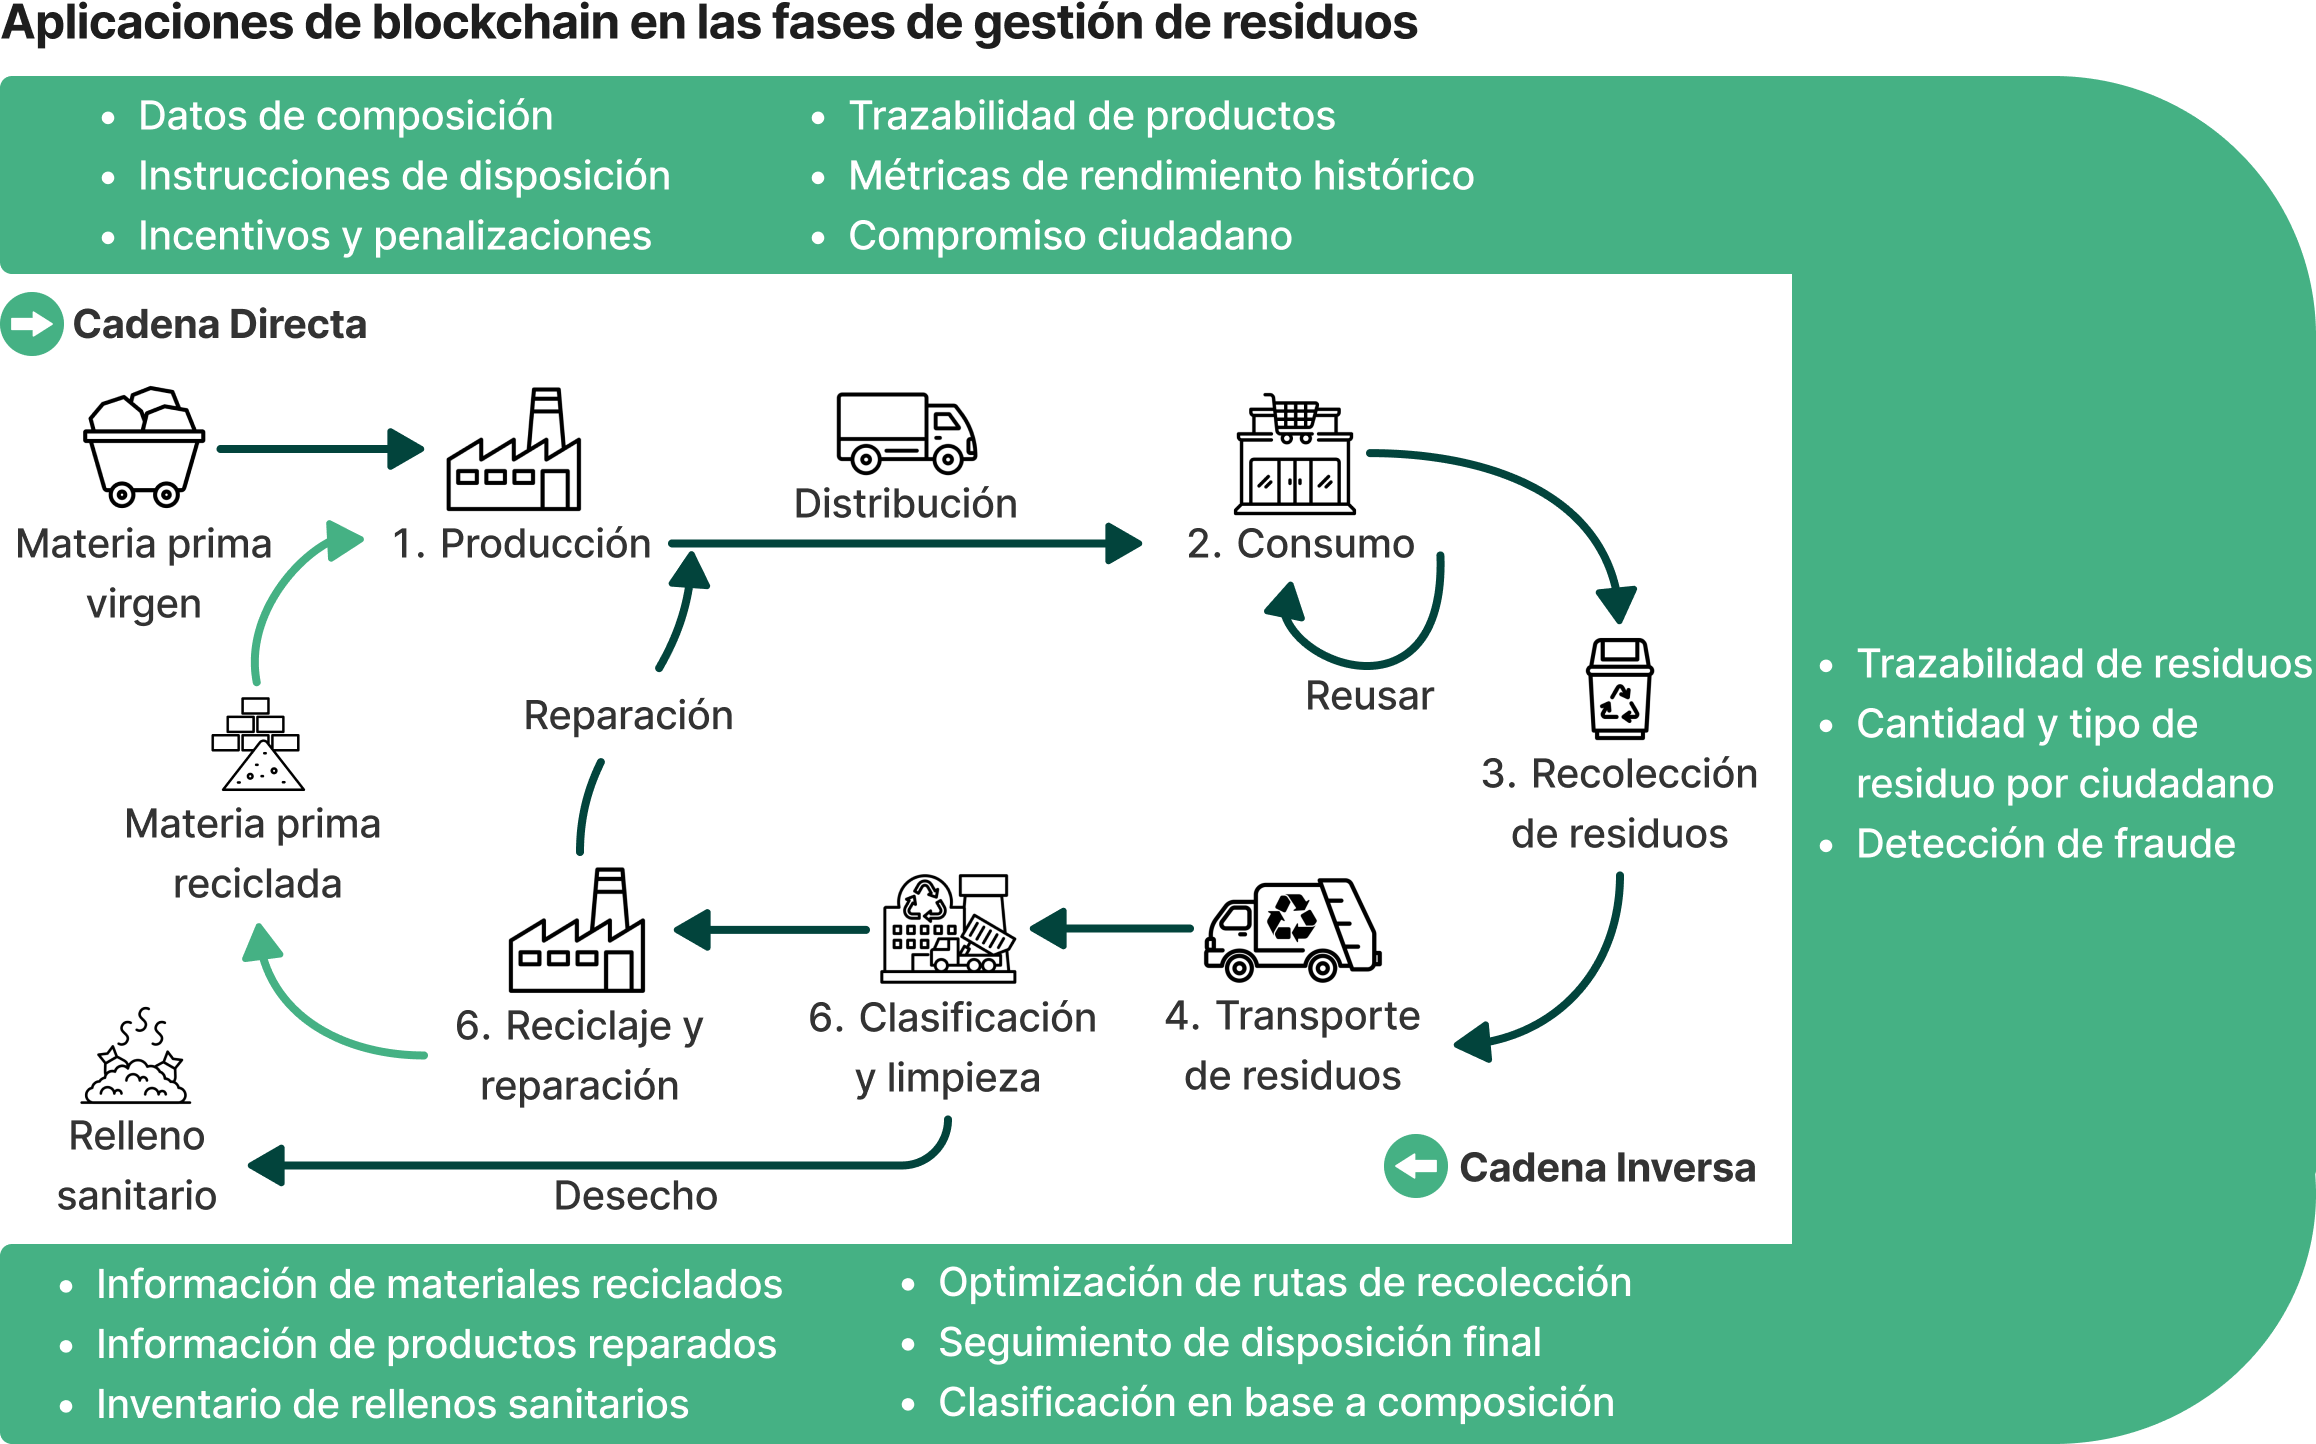 Aplicaciones de blockchain en las fases de gestión de residuos
• Datos de composición
• Instrucciones de disposición
• Incentivos y penalizaciones
• Trazabilidad de productos
• Métricas de rendimiento histórico
• Compromiso ciudadano
Cadena Directa
Materia prima
virgen
1. Producción
Distribución
2. Consumo
Reusar
3. Recolección
de residuos
• Trazabilidad de residuos
• Cantidad y tipo de
residuo por ciudadano
• Detección de fraude
Reparación
Materia prima
reciclada
6. Reciclaje y
reparación
6. Clasificación
y limpieza
4. Transporte
de residuos
Relleno
sanitario
Desecho
Cadena Inversa
• Información de materiales reciclados
• Información de productos reparados
• Inventario de rellenos sanitarios
• Optimización de rutas de recolección
• Seguimiento de disposición final
• Clasificación en base a composición